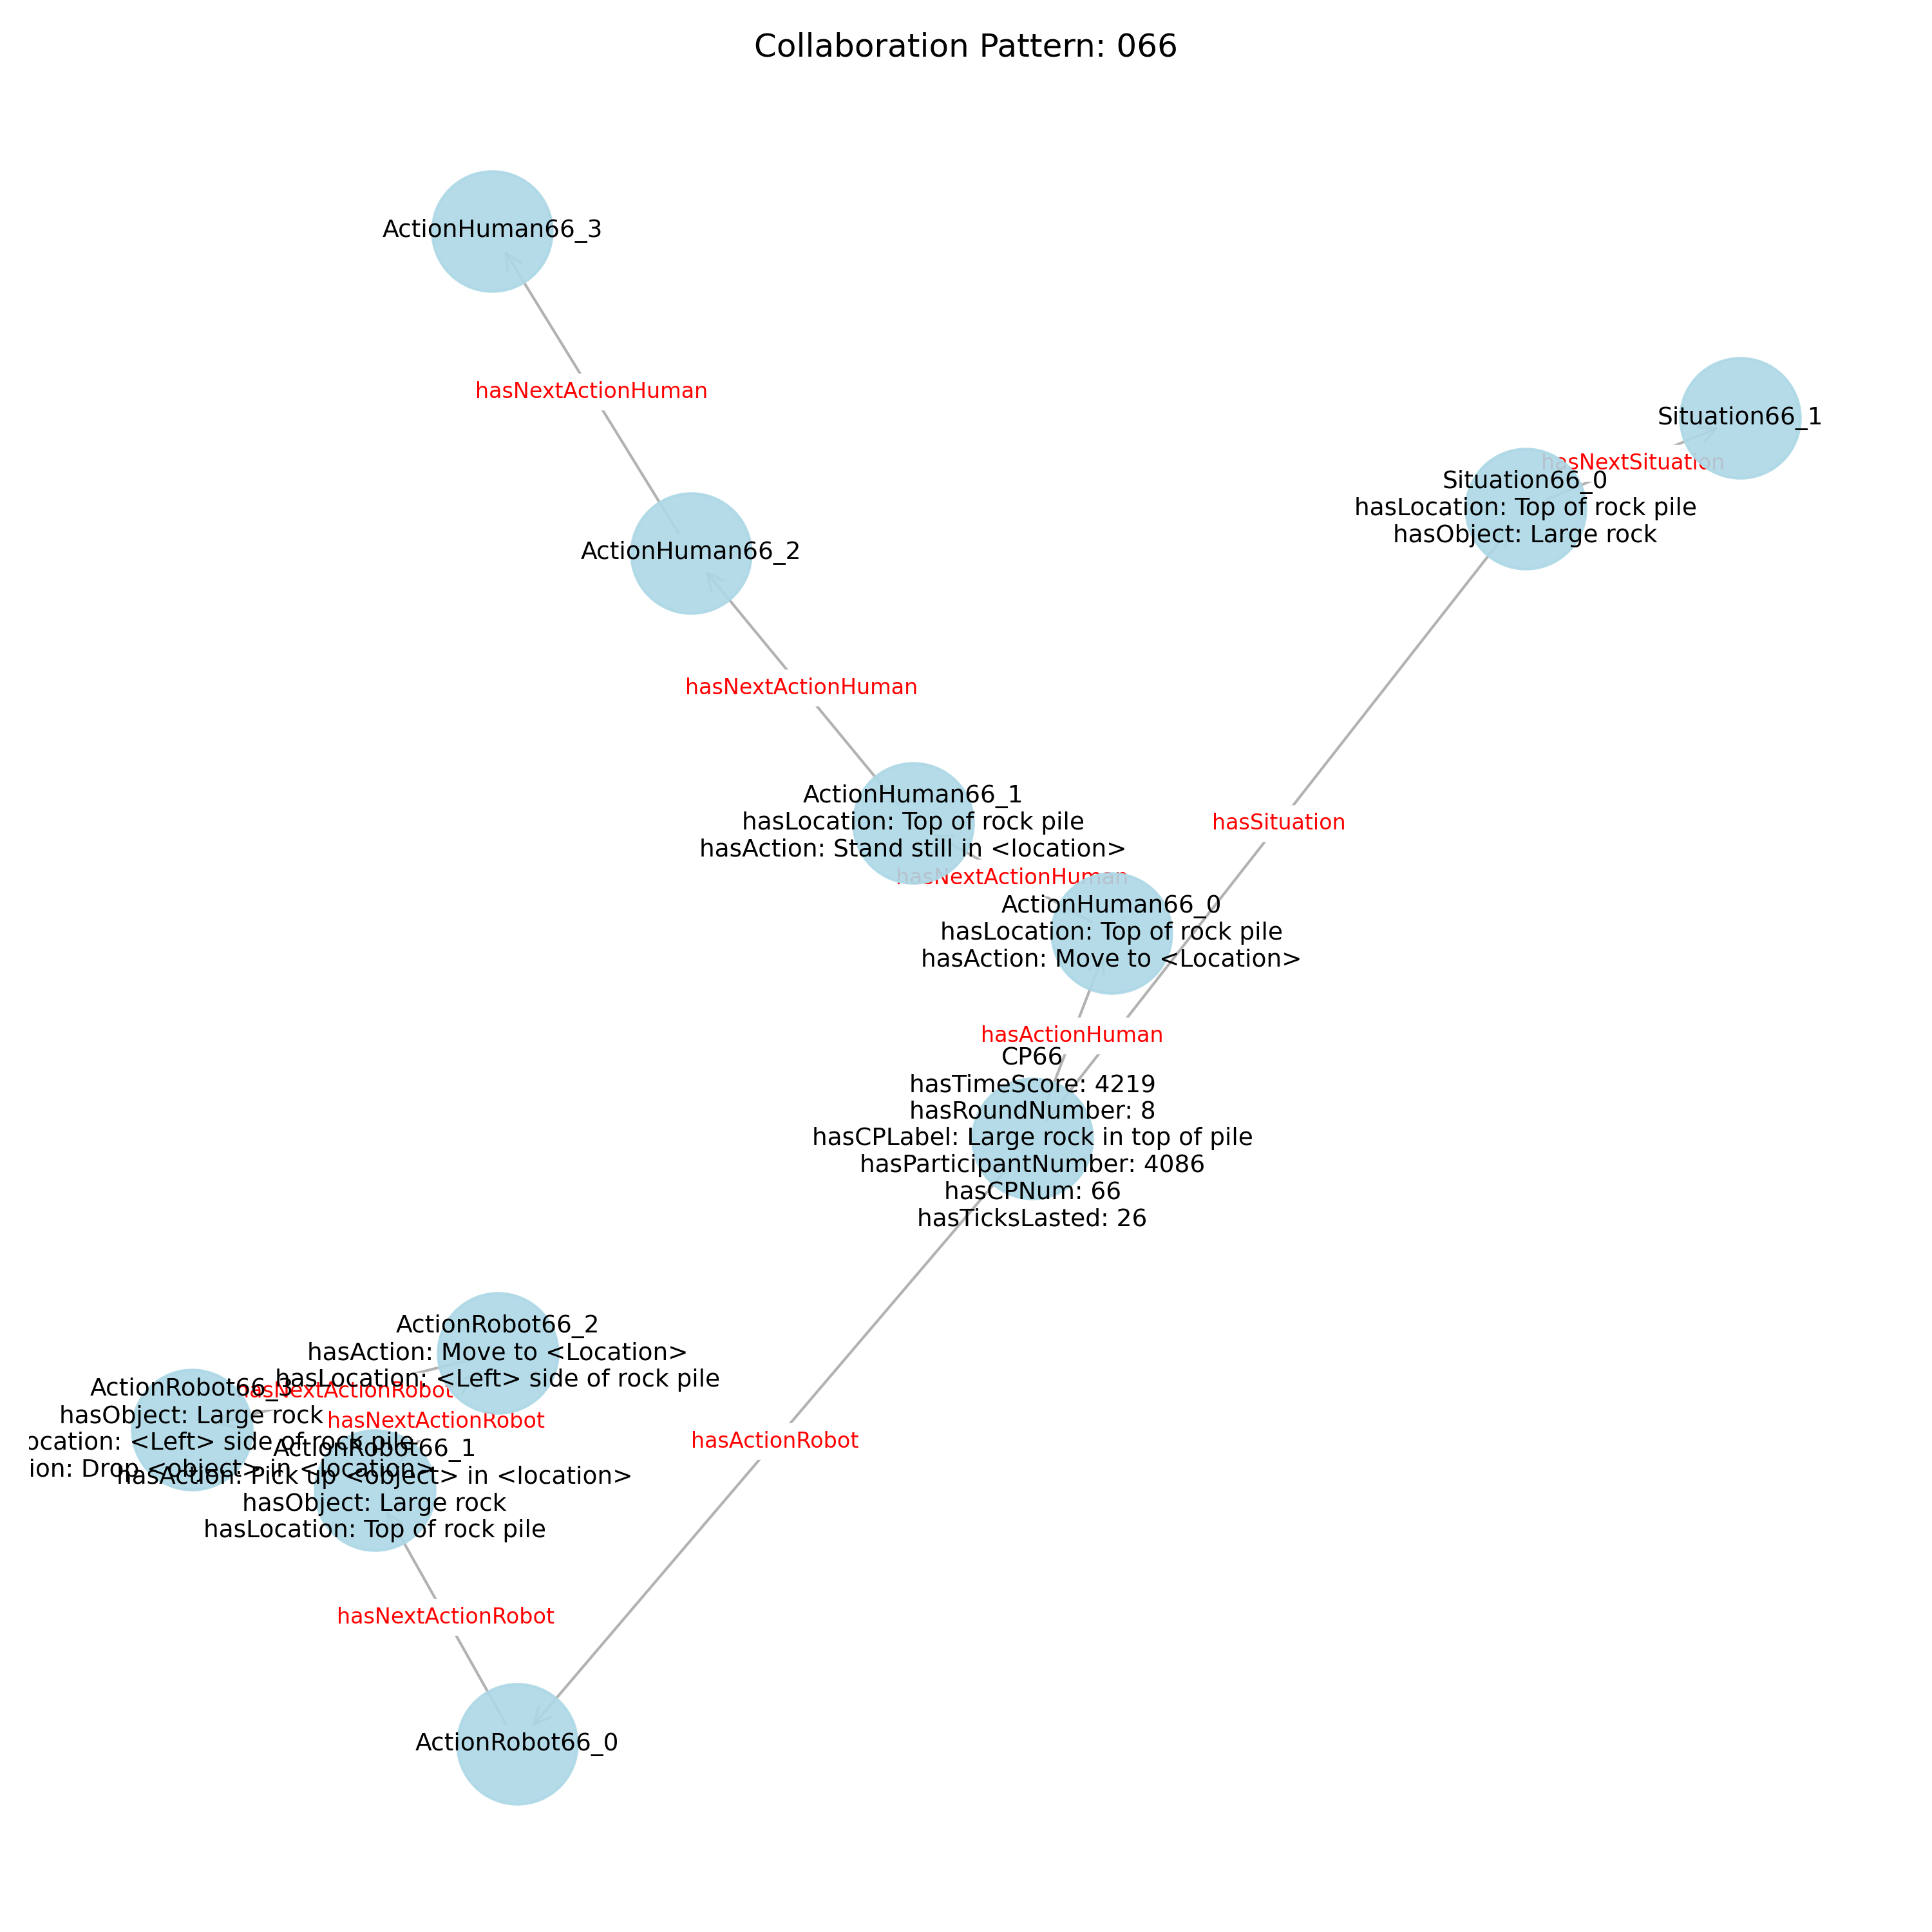 Collaboration Pattern: 066
ActionHuman66_3
hasNextActionHuman
Situation66_1
hasNextSituation
Situation66_0
hasLocation: Top of rock pile
hasObject: Large rock
ActionHuman66_2
hasNextActionHuman
ActionHuman66_1
hasLocation: Top of rock pile
hasAction: Stand still in <location>
hasSituation
hasNextActionHuman
ActionHuman66_0
hasLocation: Top of rock pile
hasAction: Move to <Location>
hasActionHuman
CP66
hasTimeScore: 4219
hasRoundNumber: 8
hasCPLabel: Large rock in top of pile
hasParticipantNumber: 4086
hasCPNum: 66
hasTicksLasted: 26
ActionRobot66_2
hasAction: Move to <Location>
hasLocation: <Left> side of rock pile
hasNextActionRobot
ActionRobot66_3
hasObject: Large rock
ocation: <Left> side of rock pile
ion: Drop <object> in <location>
hasNextActionRobot
ActionRobot66_1
hasAction: Pick up <object> in <location>
hasObject: Large rock
hasLocation: Top of rock pile
hasActionRobot
hasNextActionRobot
ActionRobot66_0